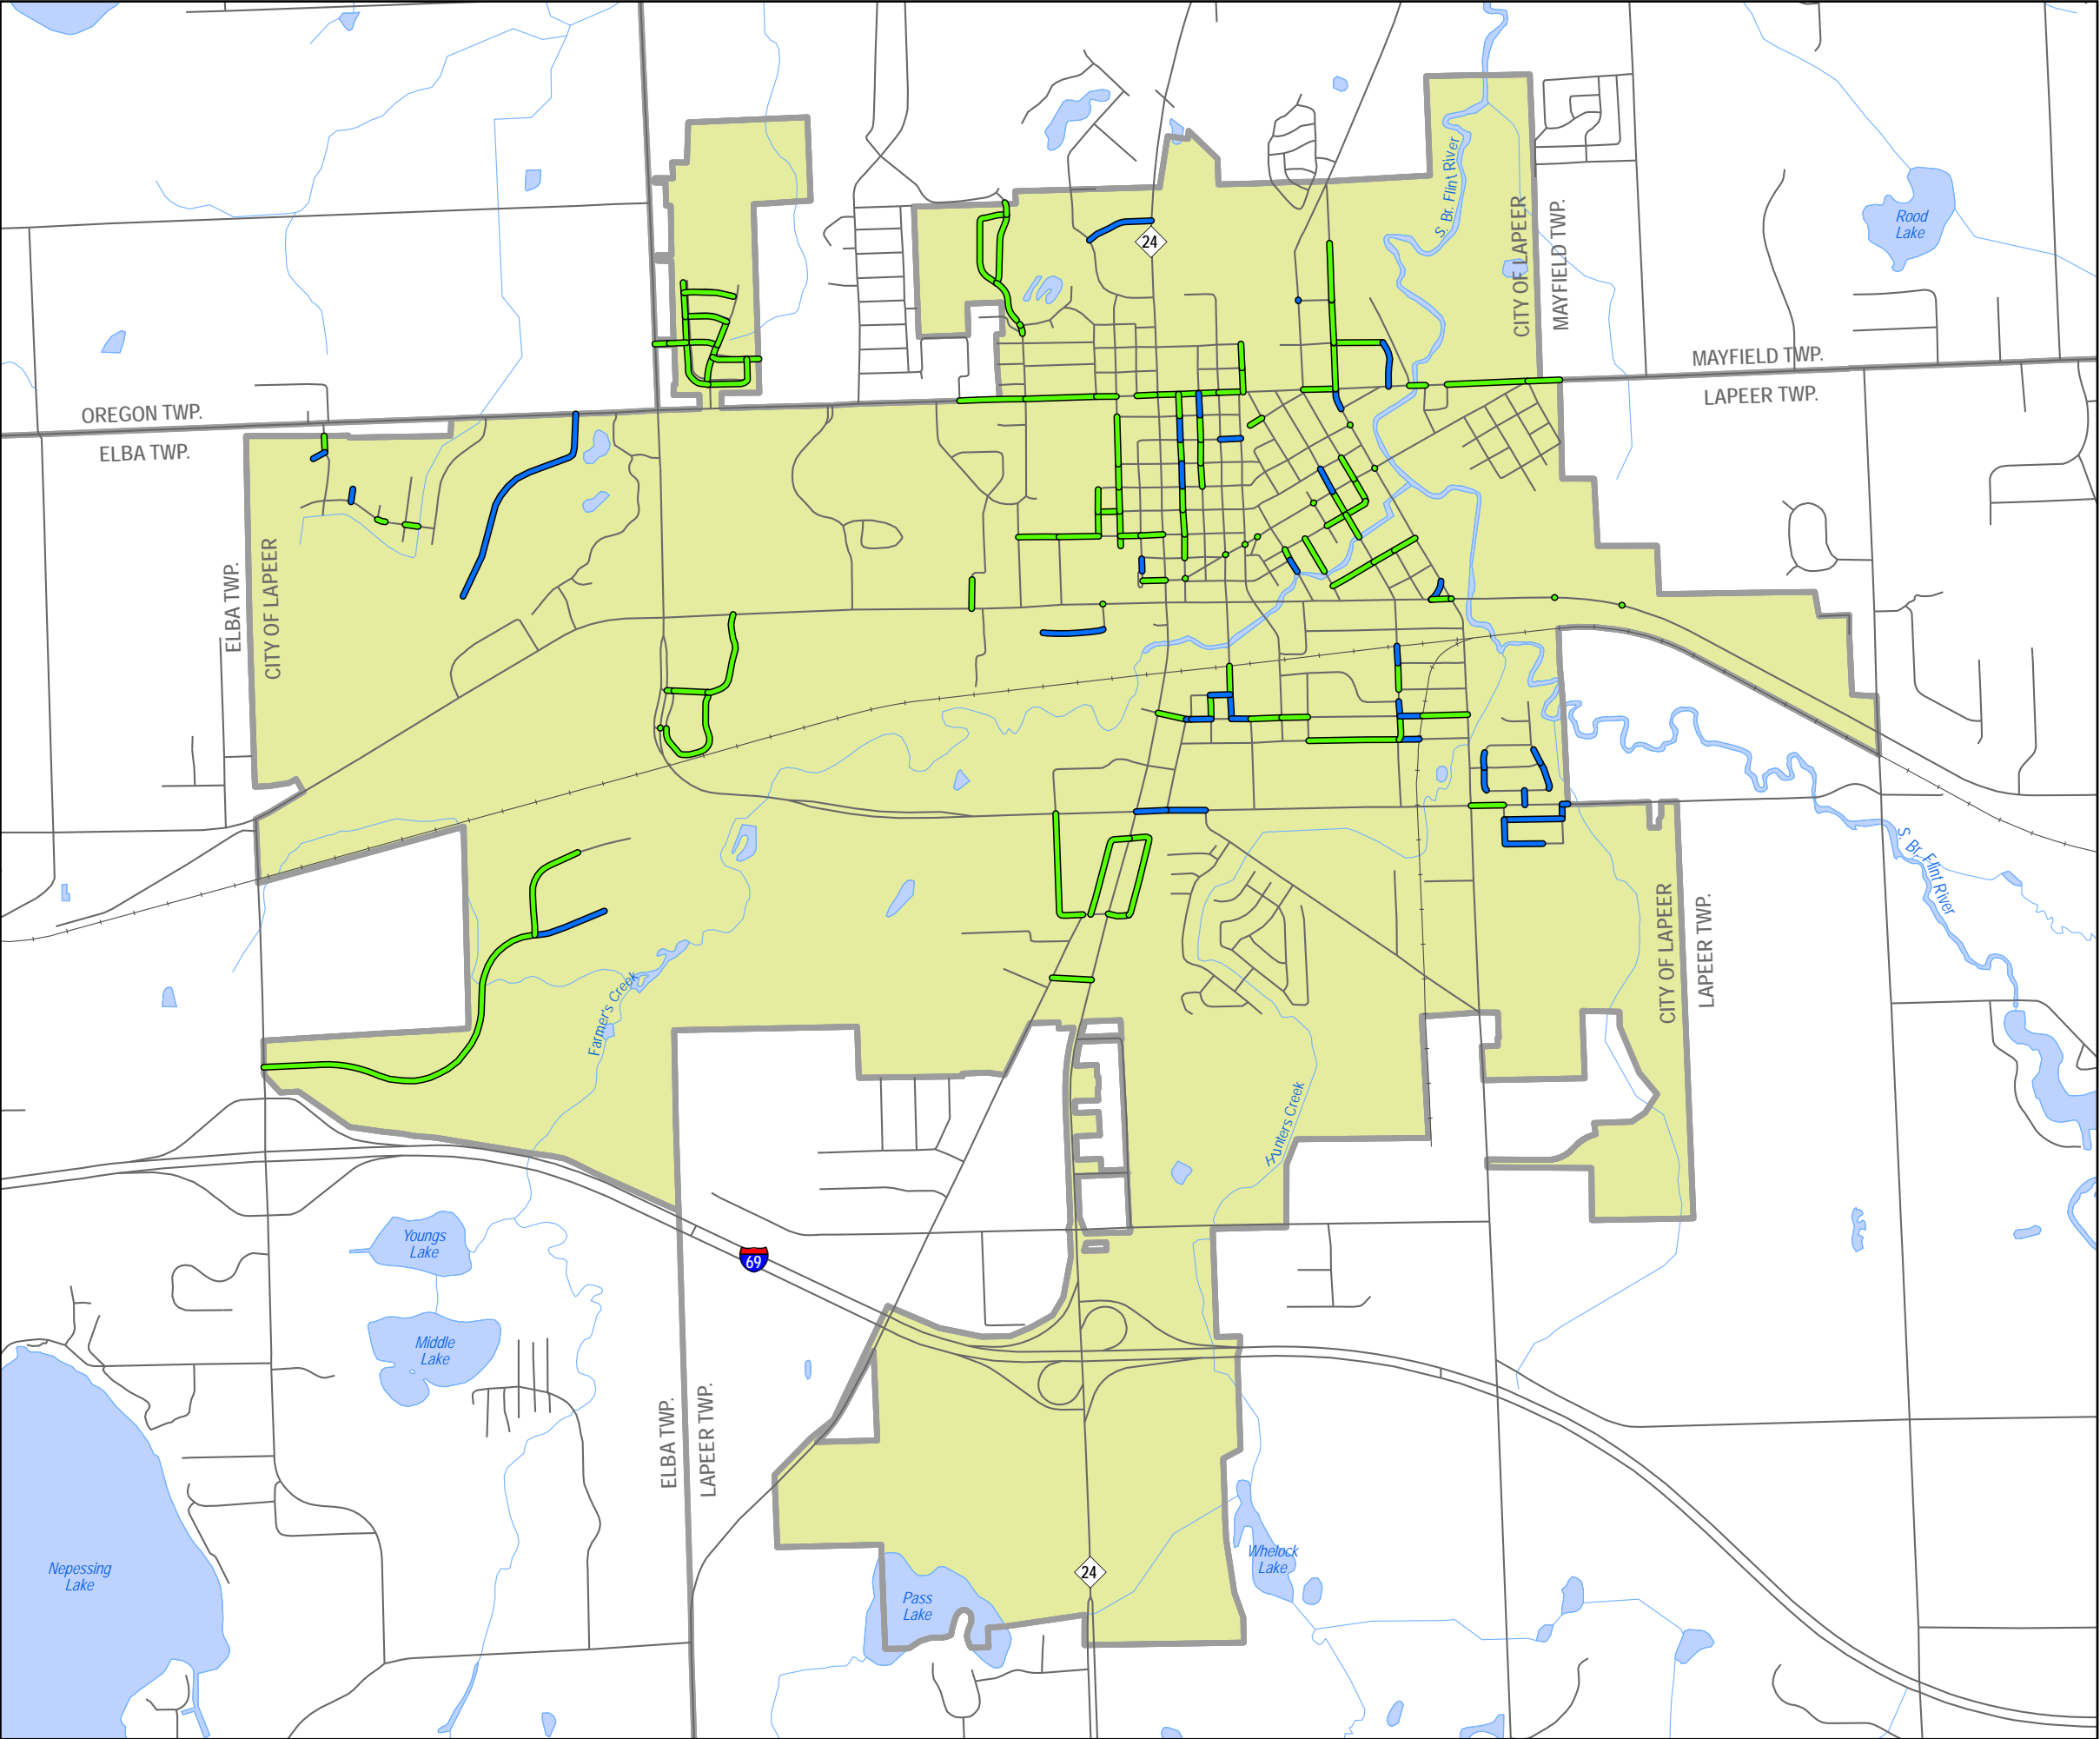 S. Br. Flint River
CITY OF LAPEER
MAYFIELD TWP.
Rood
Lake
24
MAYFIELD TWP.
LAPEER TWP.
OREGON TWP.
ELBA TWP.
ELBA TWP.
CITY OF LAPEER
S. Br. Flint River
CITY OF LAPEER
LAPEER TWP.
Farmer's Creek
Hunters Creek
Youngs
Lake
69
Middle
Lake
ELBA TWP.
LAPEER TWP.
Nepessing
Lake
Pass
Lake
24
Whelock
Lake